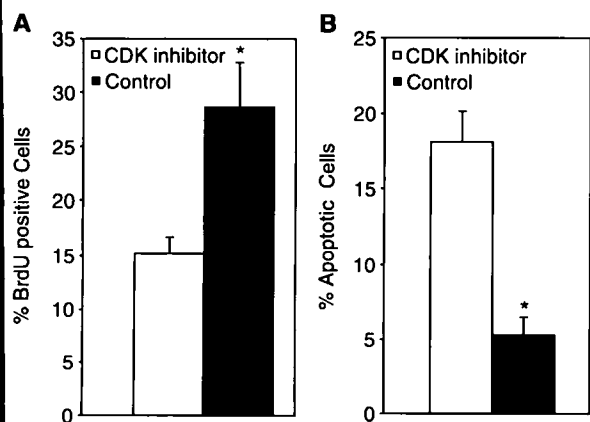 A
% BrdU positive Cells
35
30
25
20
15
10
5
0
CDK inhibitor
Control
*
B
% Apoptotic Cells
25
20
15
10
5
0
CDK inhibitor
Control
*